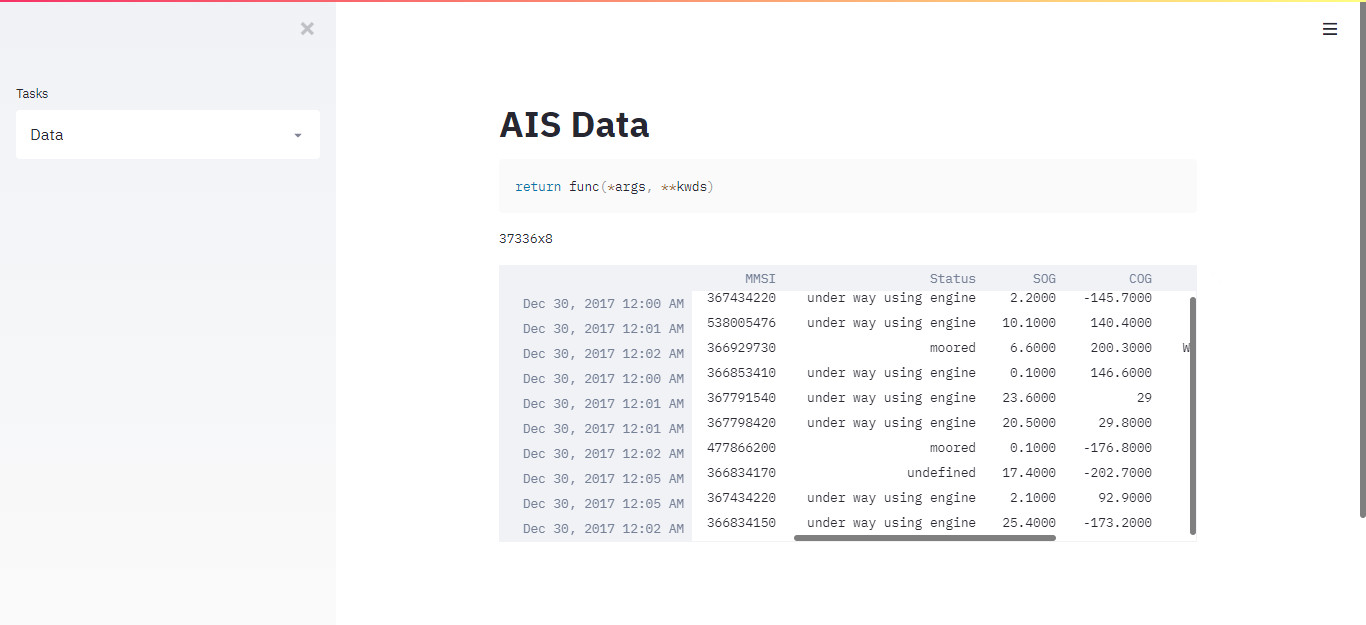 Tasks
Data
AIS Data
return func(*args, **kwds)
37336x8
MMSI Status SOG COG
Dec 30, 2017 12:00 AM 367434220 under way using engine 2.2000 -145.7000
Dec 30, 2017 12:01 AM 538005476 under way using engine 10.1000 140.4000
Dec 30, 2017 12:02 AM 366929730 moored 6.6000 200.3000 W
Dec 30, 2017 12:00 AM 366853410 under way using engine 0.1000 146.6000
Dec 30, 2017 12:01 AM 367791540 under way using engine 23.6000 29
Dec 30, 2017 12:01 AM 367798420 under way using engine 20.5000 29.8000
Dec 30, 2017 12:02 AM 477866200 moored 0.1000 -176.8000
Dec 30, 2017 12:05 AM 366834170 undefined 17.4000 -202.7000
Dec 30, 2017 12:05 AM 367434220 under way using engine 2.1000 92.9000
Dec 30, 2017 12:02 AM 366834150 under way using engine 25.4000 -173.2000